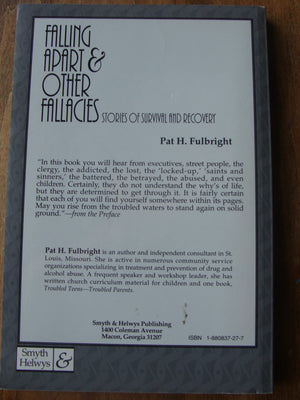 FALLING
APART &
OTHER
FALLACIES
STORIES OF SURVIVAL AND RECOVERY
Pat H. Fulbright
"In this book you will hear from executives, street people, the
clergy, the addicted, the lost, the 'locked-up,' 'saints and
sinners,' the battered, the betrayed, the abused, and even
children. Certainly, they do not understand the why's of life,
but they are determined to get through it. It is fairly certain
that each of you will find yourself somewhere within its pages.
May you rise from the troubled waters to stand again on solid
ground."—from the Preface
Pat H. Fulbright is an author and independent consultant in St.
Louis, Missouri. She is active in numerous community service
organizations specializing in treatment and prevention of drug and
alcohol abuse. A frequent speaker and workshop leader, she has
written church curriculum material for children and one book,
Troubled Teens—Troubled Parents.
Smyth & Helwys Publishing
1400 Coleman Avenue
Macon, Georgia 31207
ISBN 1-880837-27-7
Smyth
Helwys &